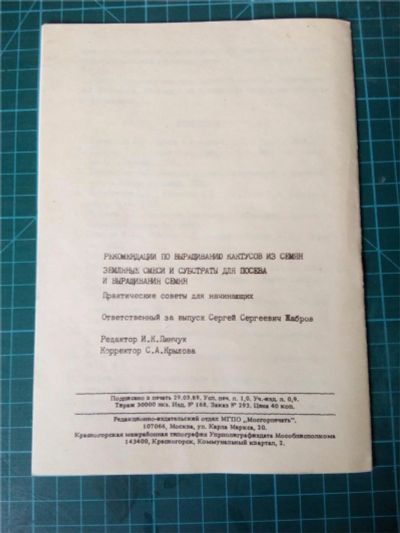 РЕКОМЕНДАЦИИ ПО ВЫРАЩИВАНИЮ КАКТУСОВ ИЗ СЕМЯН
ЗЕМЛЯНЫЕ СМЕСИ И СУБСТРАТЫ ДЛЯ ПОСЕВА
И ВЫРАЩИВАНИЯ СЕМЯН
Практические советы для начинающих
Ответственный за выпуск Сергей Сергеевич Жабров
Редактор И.К.Пинчук
Корректор С.А.Крылова
Подписано в печать 29.03.89. Усл. печ. л. 1,0. Уч.-изд. л. 0,9.
Тираж 50000 экз. Изд. № 168. Заказ № 293. Цена 40 коп.
Редакционно-издательский отдел МГПО „Мосгорпечать".
107066, Москва, ул. Карла Маркса, 20.
Красногорская межрайонная типография Упрполиграфиздата Мособлисполкома
143400, Красногорск, Коммунальный квартал, 2.